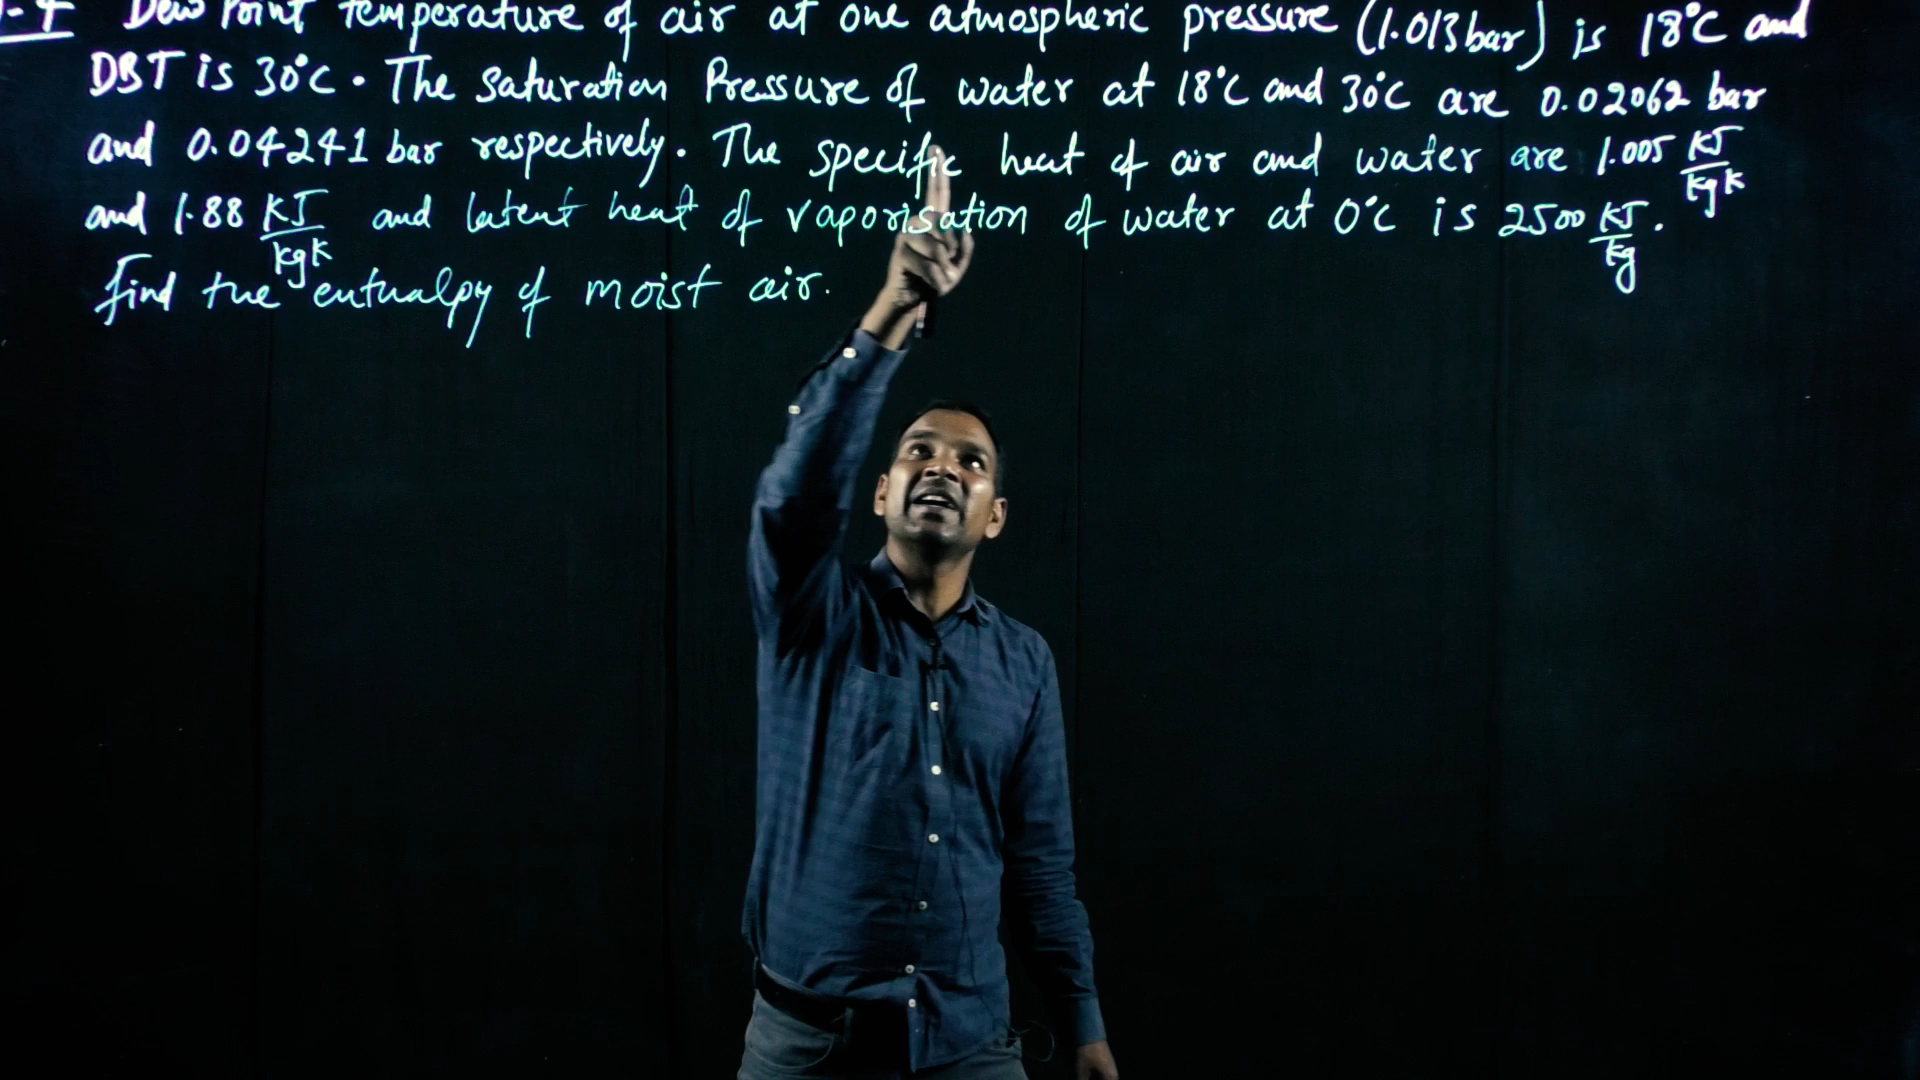 Dew Point temperature of air at one atmospheric pressure (1.013 bar) is 18°C and
DBT is 30°C. The saturation Pressure of water at 18°C and 30°C are 0.02062 bar
and 0.04241 bar respectively. The specific heat of air and water are 1.005 KJ/kgK
and 1.88 KJ/kgK and latent heat of vaporisation of water at 0°C is 2500 KJ/kg.
find the enthalpy of moist air.